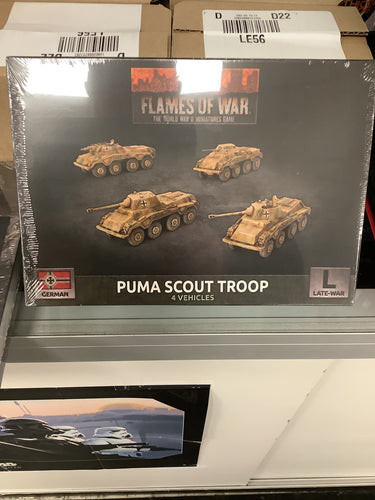 D
D22
LE56
3931
D
FLAMES OF WAR
THE WORLD WAR II MINIATURES GAME
GERMAN
PUMA SCOUT TROOP
4 VEHICLES
L
LATE-WAR